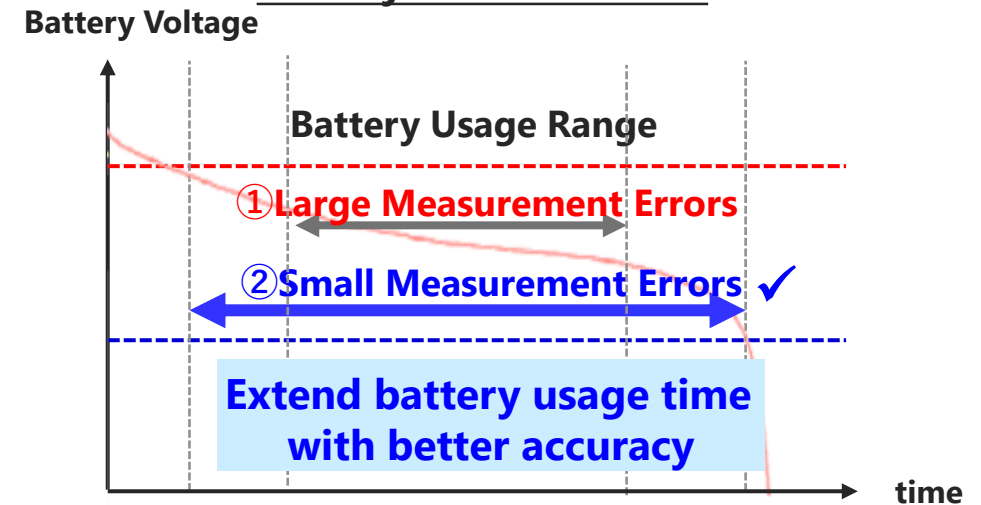 Battery Voltage
Battery Usage Range
①Large Measurement Errors
②Small Measurement Errors ✓
Extend battery usage time
with better accuracy
time